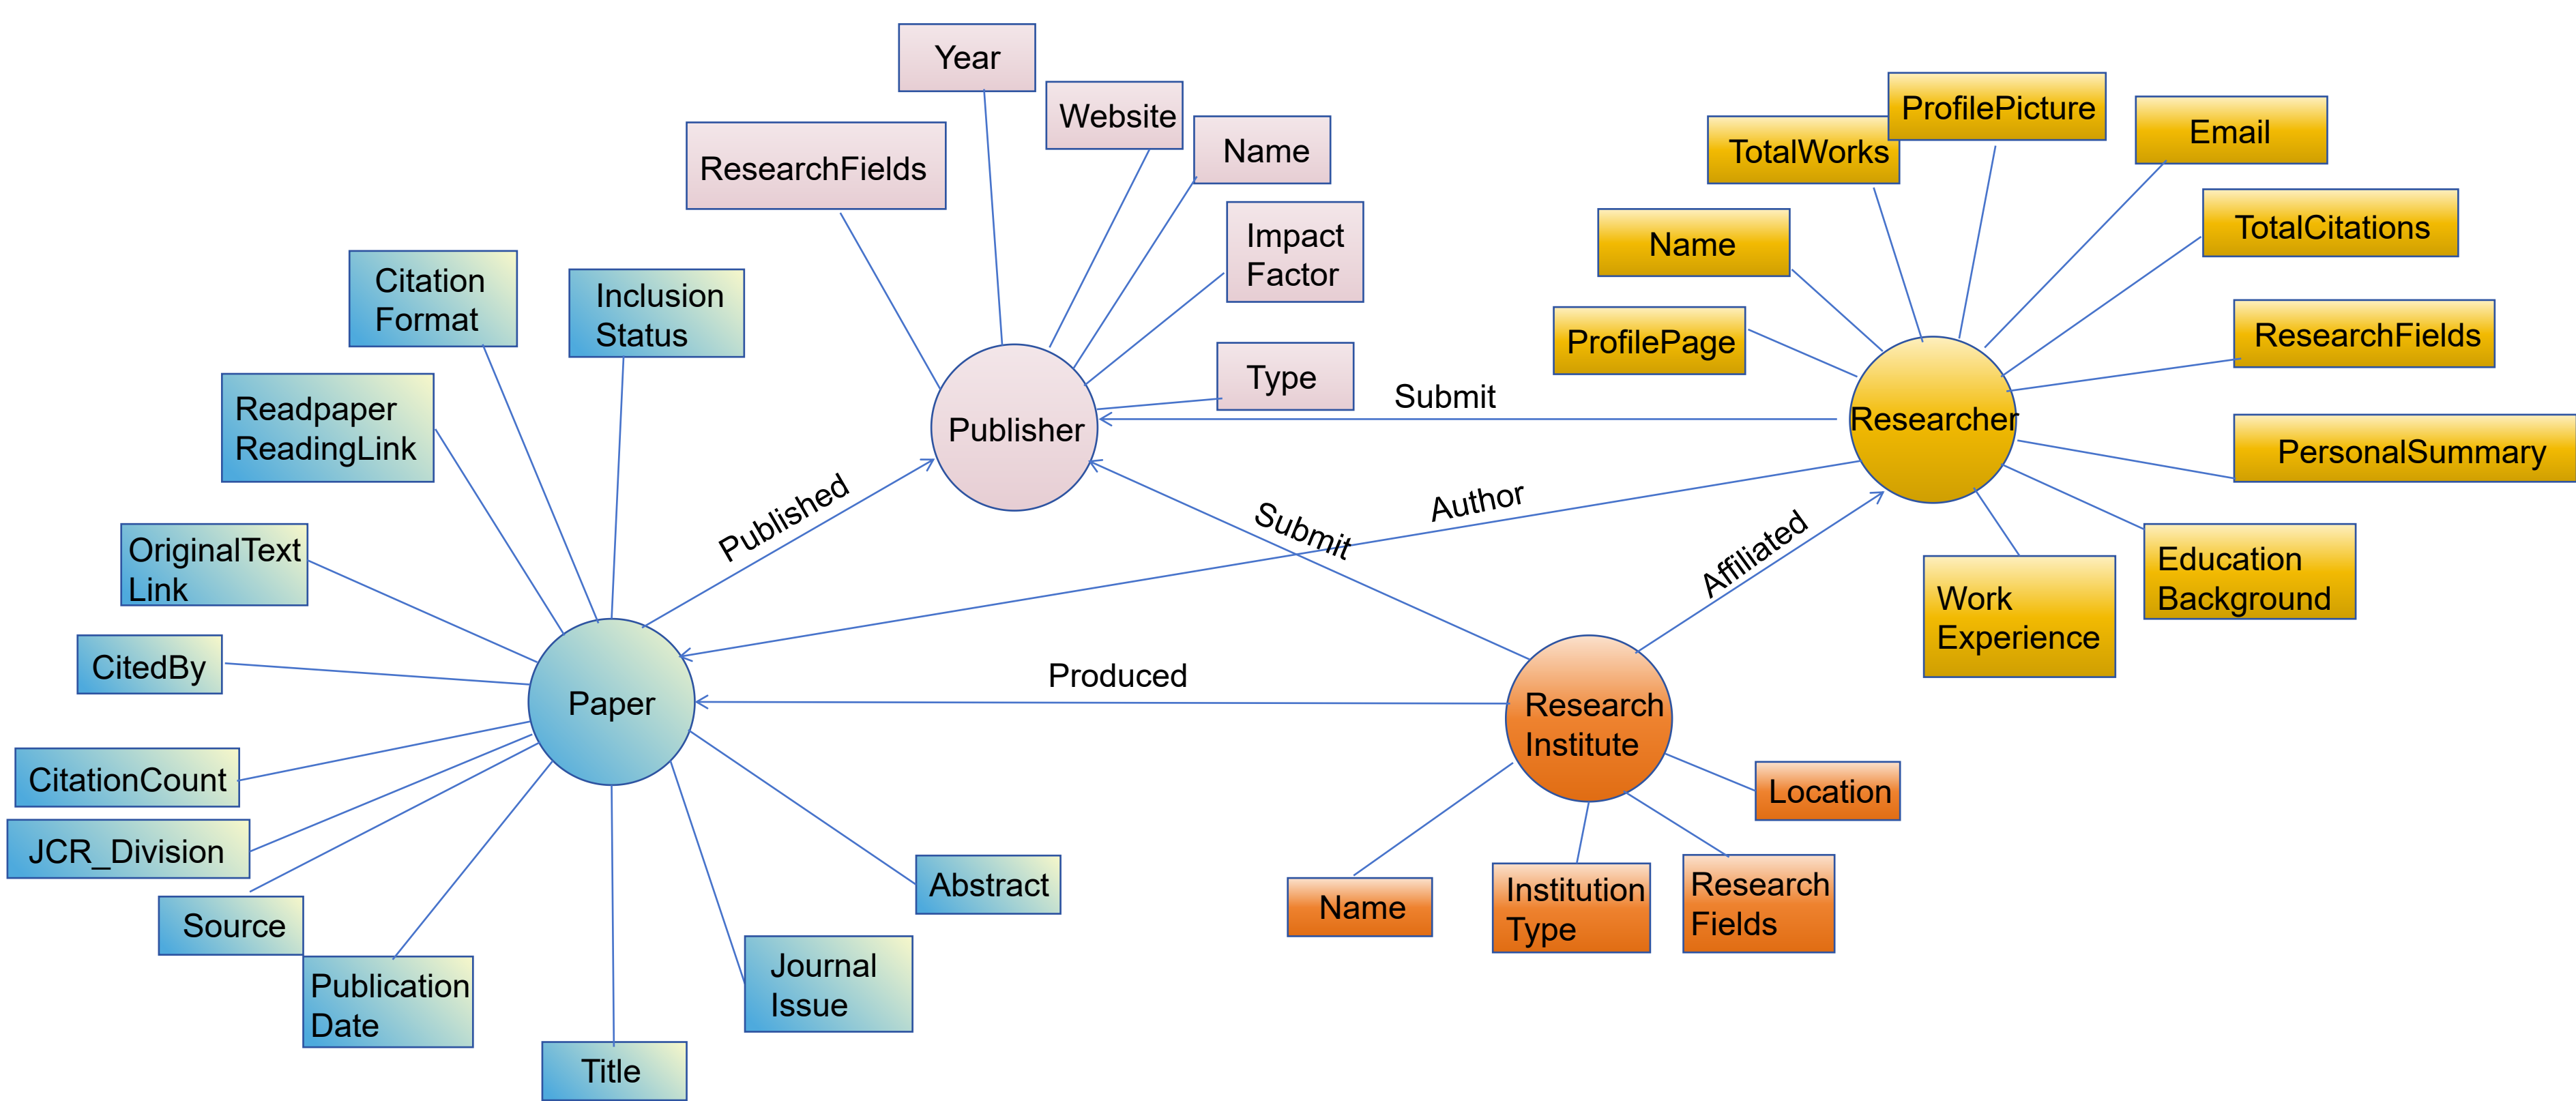 Year
Website
Name
ResearchFields
Impact
Factor
Type
Publisher
ProfilePicture
TotalWorks
Email
Name
TotalCitations
ProfilePage
ResearchFields
Researcher
PersonalSummary
Education
Background
Work
Experience
Submit
Author
Submit
Affiliated
Published
Produced
Citation
Format
Inclusion
Status
Readpaper
ReadingLink
OriginalText
Link
CitedBy
Paper
CitationCount
JCR_Division
Source
Publication
Date
Title
Journal
Issue
Abstract
Research
Institute
Location
Name
Institution
Type
Research
Fields